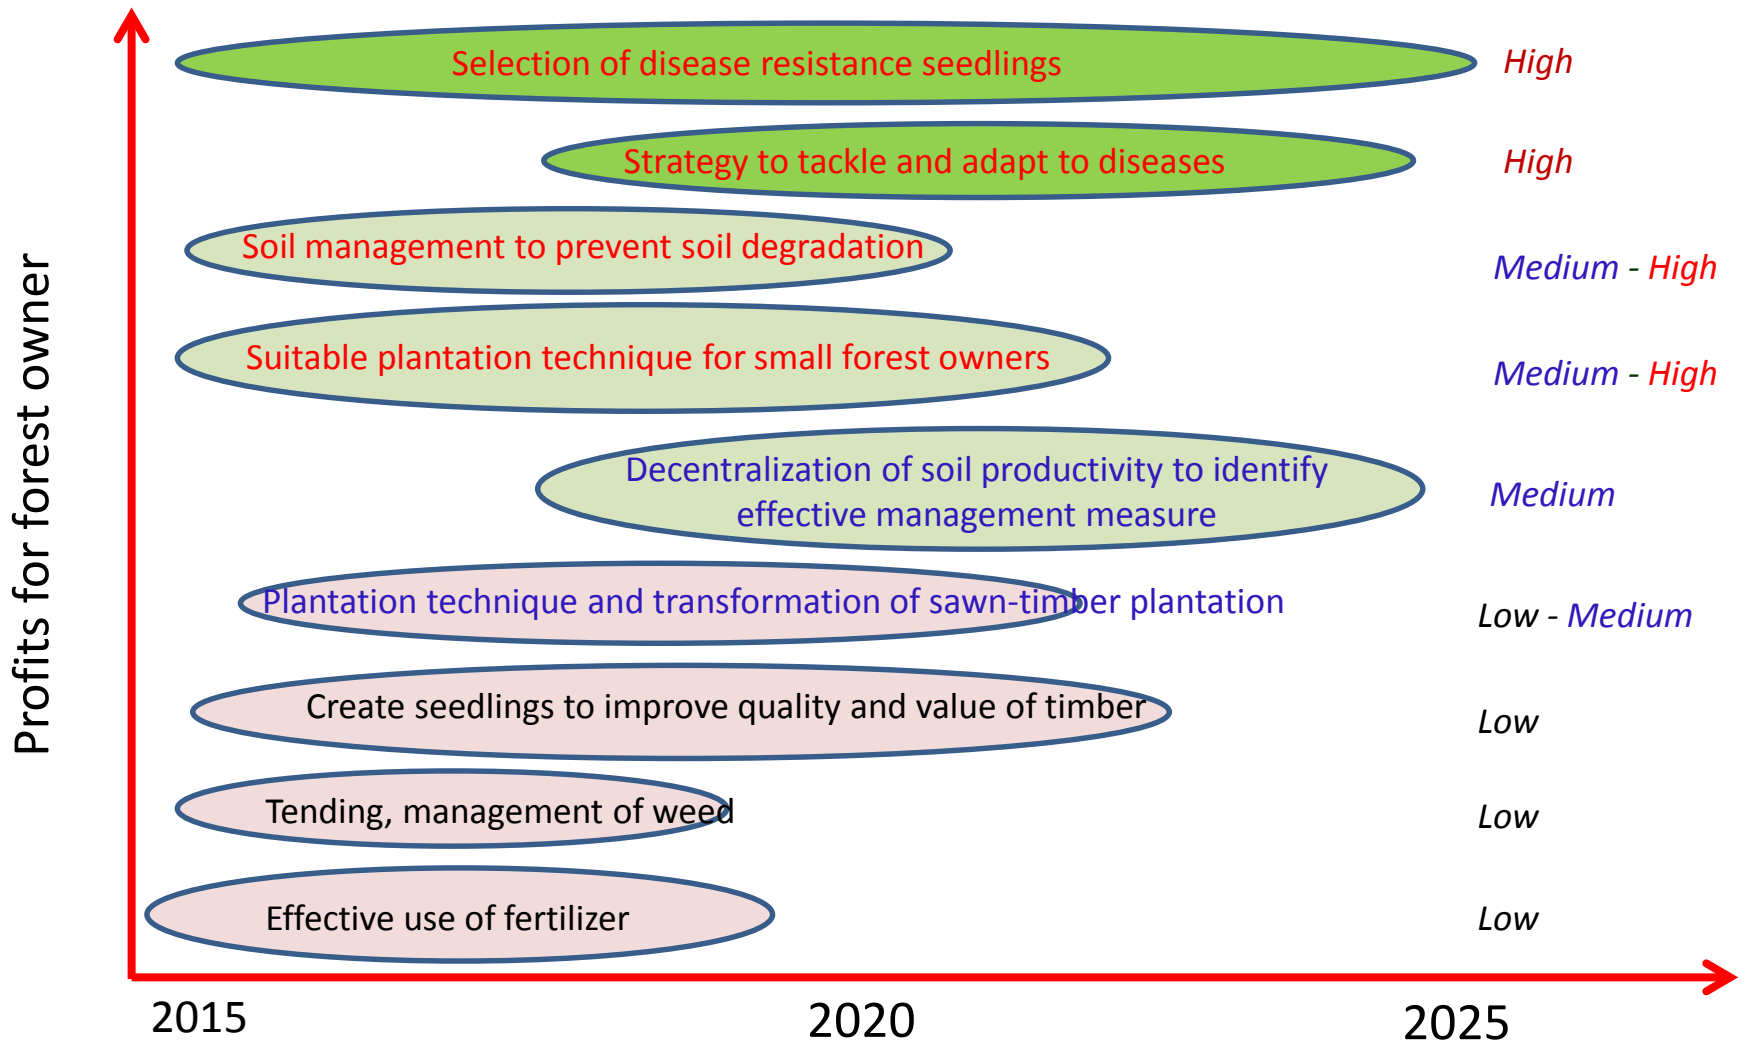 Profits for forest owner
Selection of disease resistance seedlings
High
Strategy to tackle and adapt to diseases
High
Soil management to prevent soil degradation
Medium - High
Suitable plantation technique for small forest owners
Medium - High
Decentralization of soil productivity to identify
effective management measure
Medium
Plantation technique and transformation of sawn-timber plantation
Low - Medium
Create seedlings to improve quality and value of timber
Low
Tending, management of weed
Low
Effective use of fertilizer
Low
2015
2020
2025